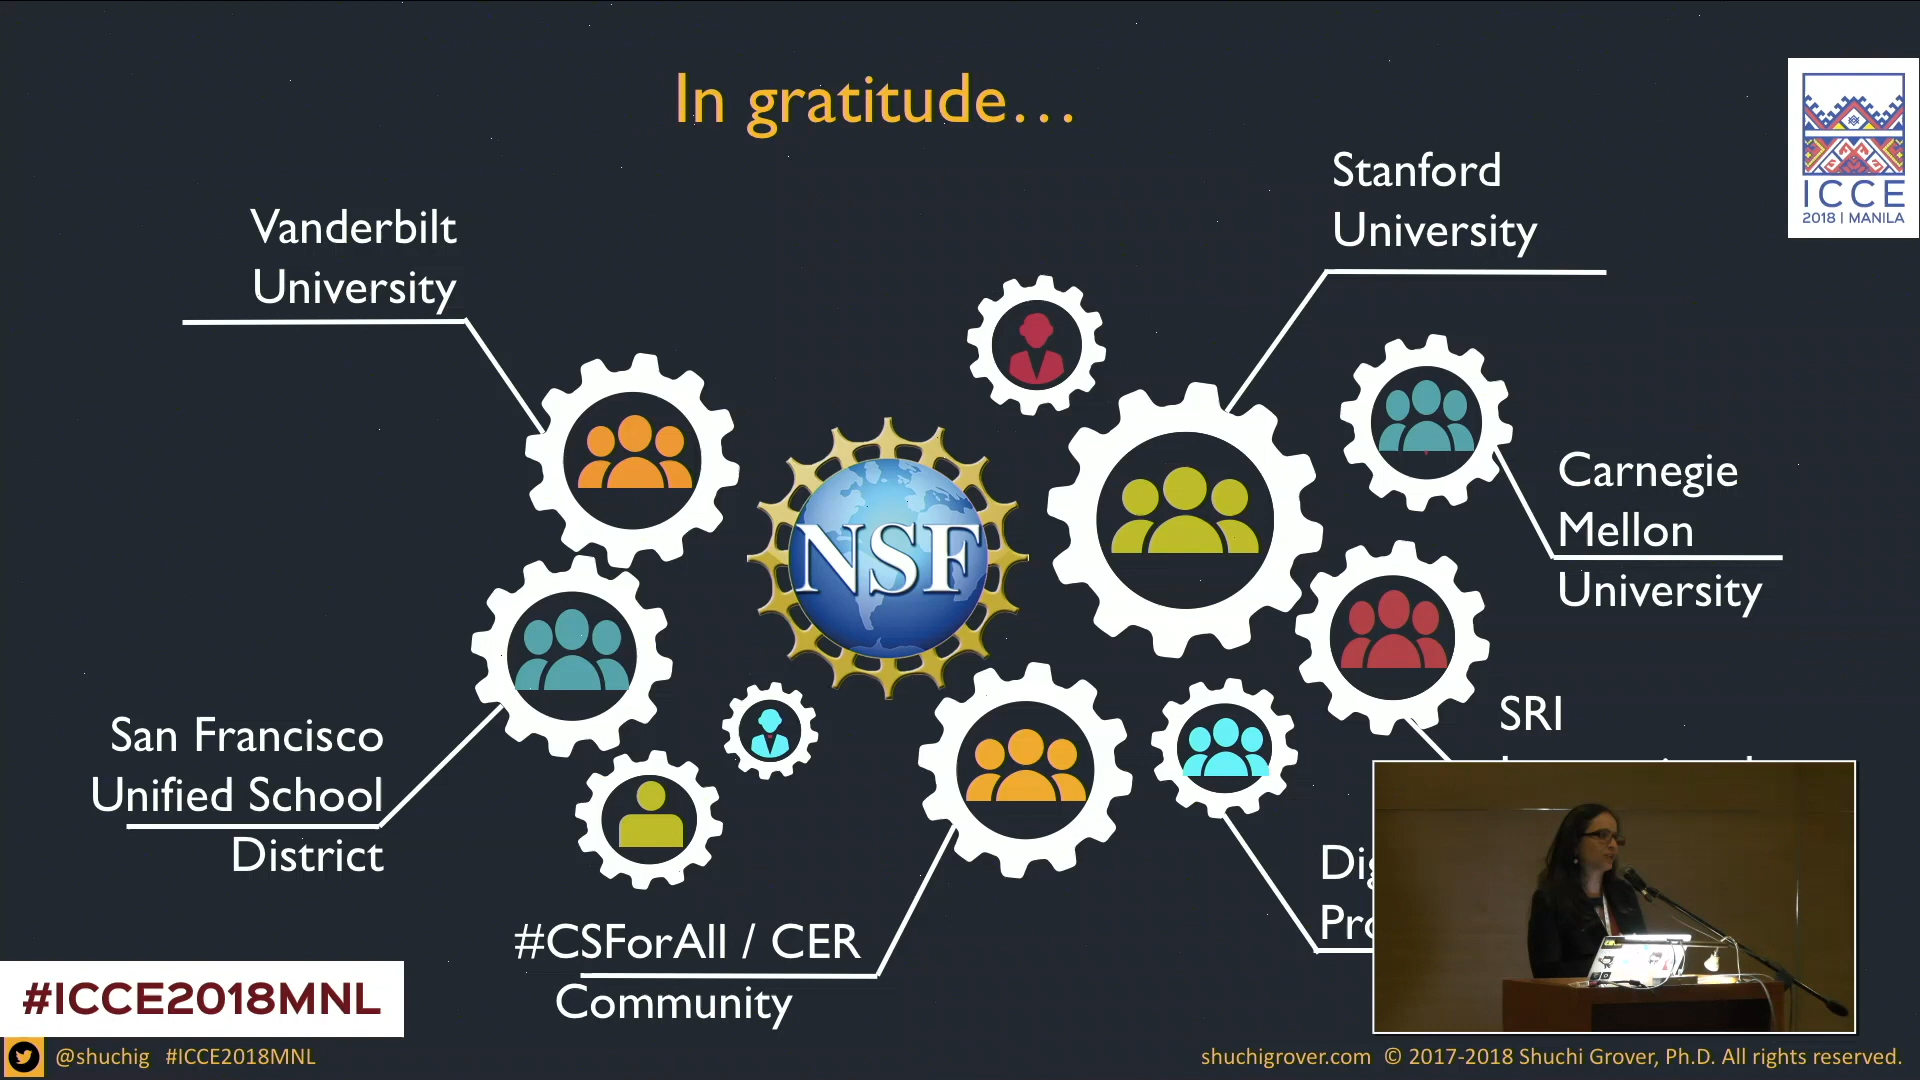 In gratitude...
Stanford
University
ICCE
2018 | MANILA
Vanderbilt
University
NSF
Carnegie
Mellon
University
SRI
San Francisco
Unified School
District
#CSForAll / CER
Community
#ICCE2018MNL
@shuchig #ICCE2018MNL
shuchigrover.com © 2017-2018 Shuchi Grover, Ph.D. All rights reserved.